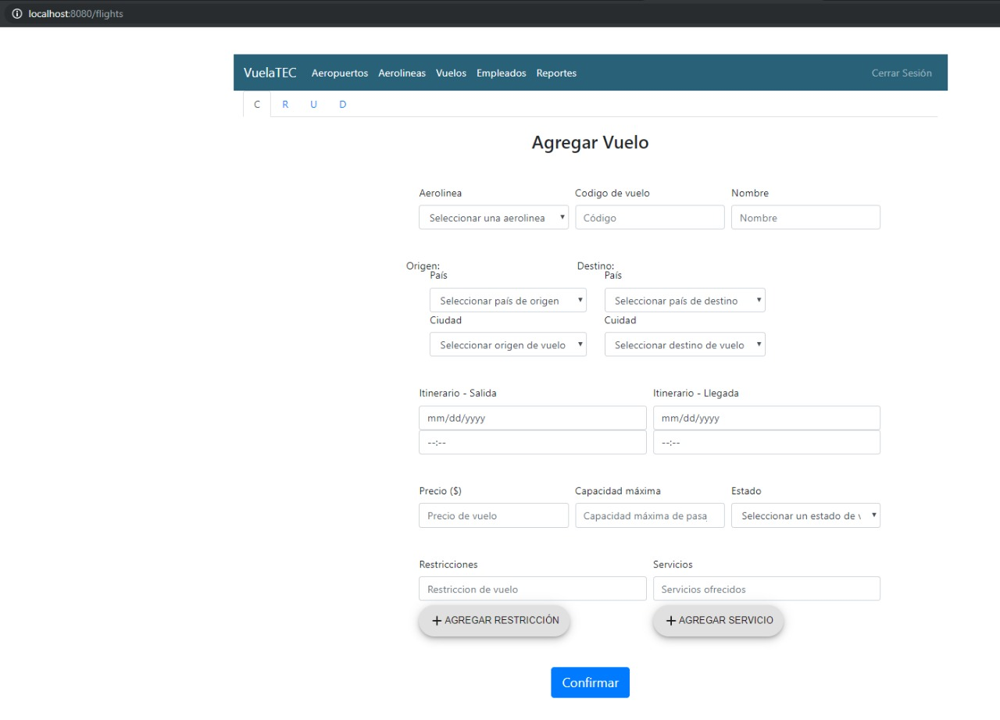 localhost:8080/flights
VuelaTEC Aeropuertos Aerolineas Vuelos Empleados Reportes Cerrar Sesión
C R U D
Agregar Vuelo
Aerolinea Codigo de vuelo Nombre
Seleccionar una aerolinea Código Nombre
Origen: Destino:
País País
Seleccionar país de origen Seleccionar país de destino
Ciudad Cuidad
Seleccionar origen de vuelo Seleccionar destino de vuelo
Itinerario - Salida Itinerario - Llegada
mm/dd/yyyy mm/dd/yyyy
--:-- --:--
Precio ($) Capacidad máxima Estado
Precio de vuelo Capacidad máxima de pasa Seleccionar un estado de v
Restricciones Servicios
Restriccion de vuelo Servicios ofrecidos
+ AGREGAR RESTRICCIÓN + AGREGAR SERVICIO
Confirmar